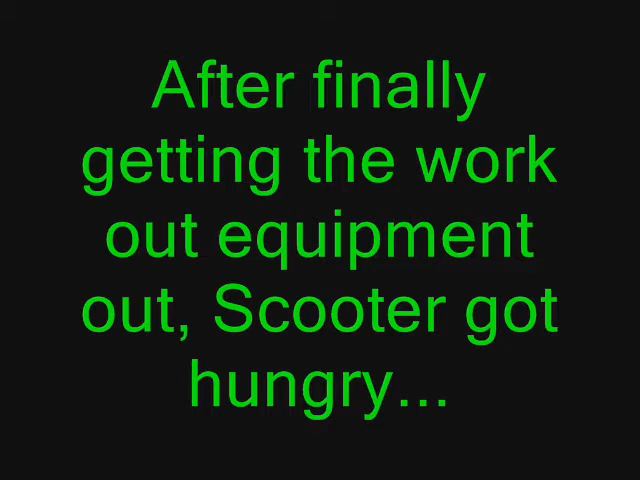 After finally
getting the work
out equipment
out, Scooter got
hungry...